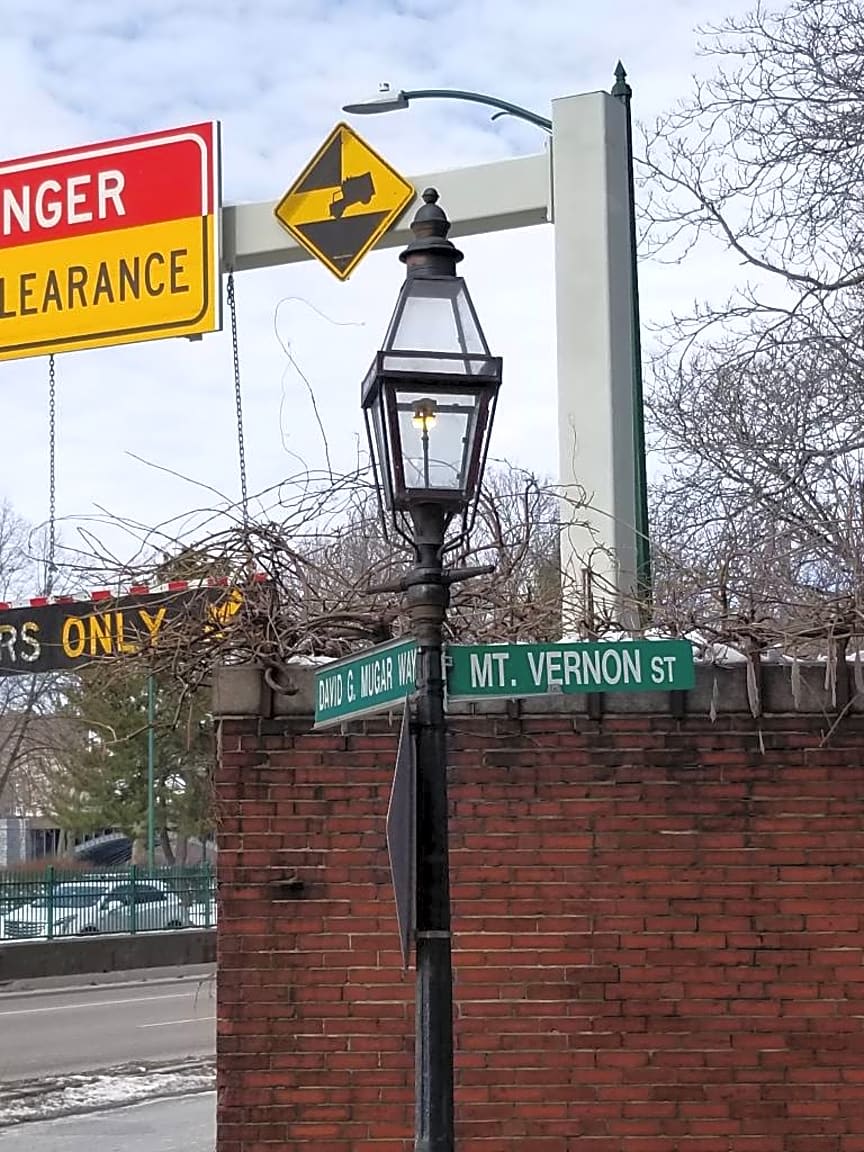 NGER
LEARANCE
RS ONLY
DAVID G. MUGAR WAY
MT. VERNON ST